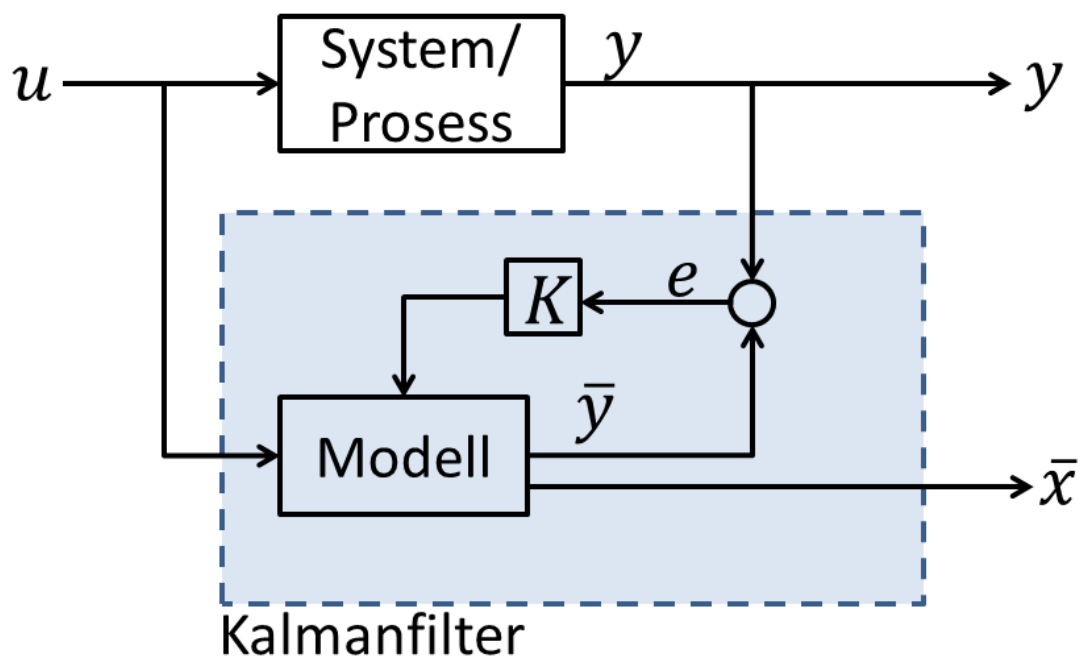 System/
Prosess
u
y
y
e
K
Modell
ȳ
x̄
Kalmanfilter